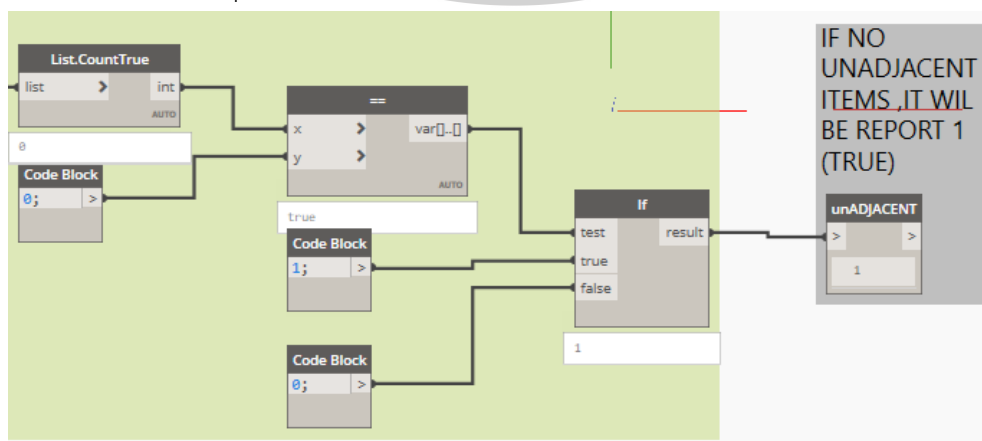 List.CountTrue
list > int
AUTO
0
Code Block
0; >
==
x > var[]..[]
y >
AUTO
true
Code Block
1; >
Code Block
0; >
If
test result
true
false
1
IF NO
UNADJACENT
ITEMS ,IT WIL
BE REPORT 1
(TRUE)
unADJACENT
> >
1